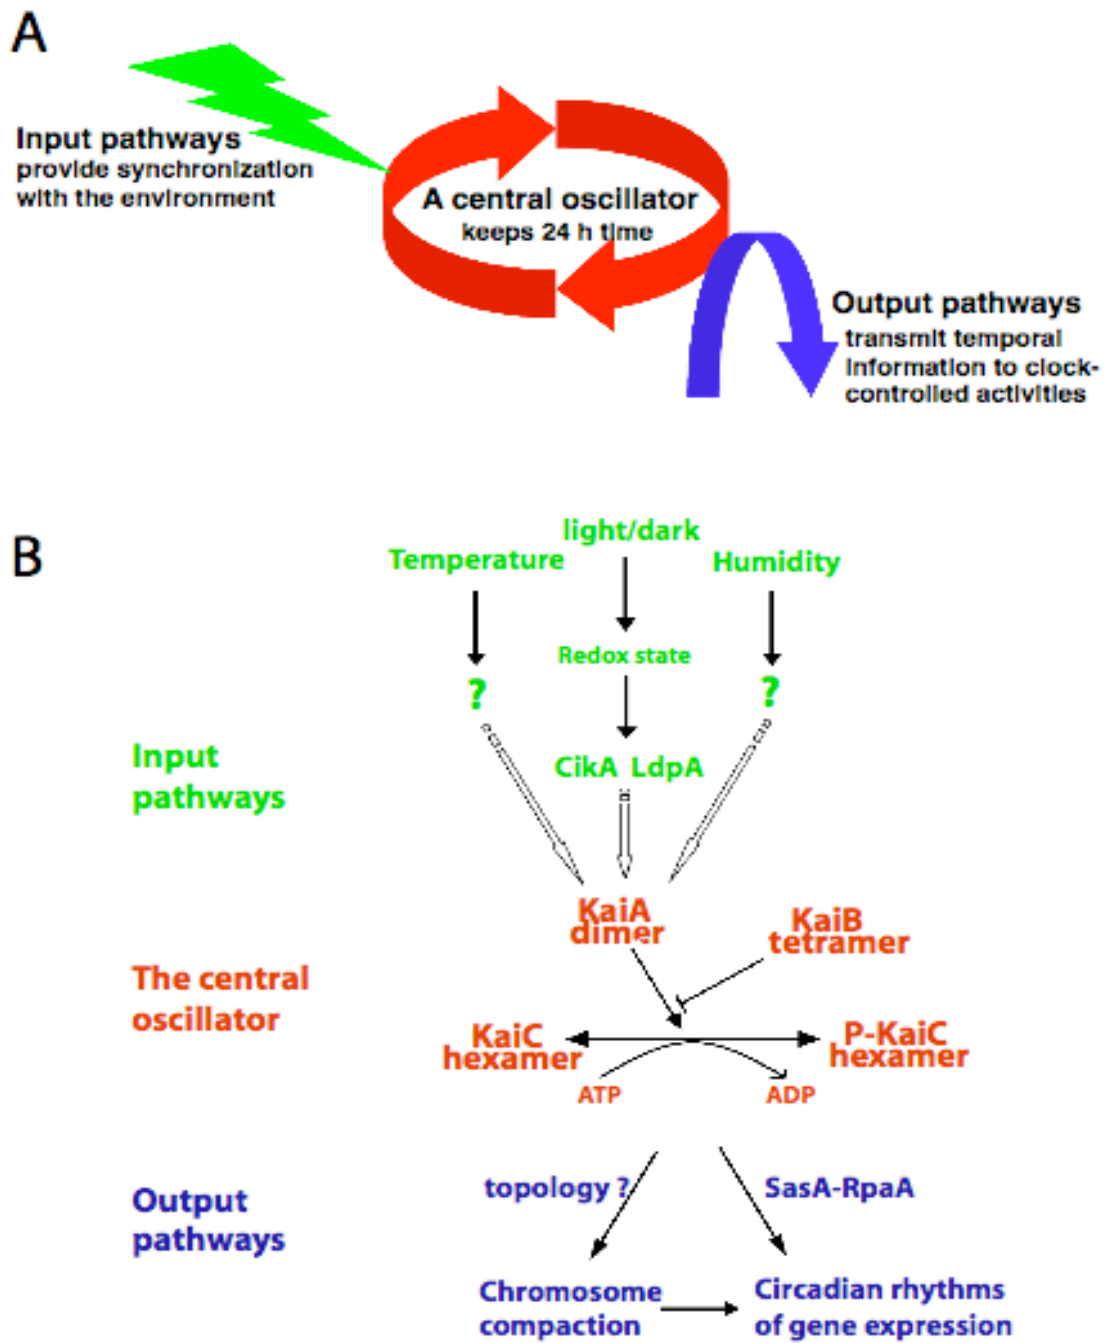 A
Input pathways
provide synchronization
with the environment
A central oscillator
keeps 24 h time
Output pathways
transmit temporal
information to clock-
controlled activities
B
light/dark
Temperature
Humidity
Redox state
?
?
CikA LdpA
Input
pathways
KaiA
dimer
KaiB
tetramer
The central
oscillator
KaiC
hexamer
P-KaiC
hexamer
ATP
ADP
topology ?
SasA-RpaA
Output
pathways
Chromosome
compaction
Circadian rhythms
of gene expression